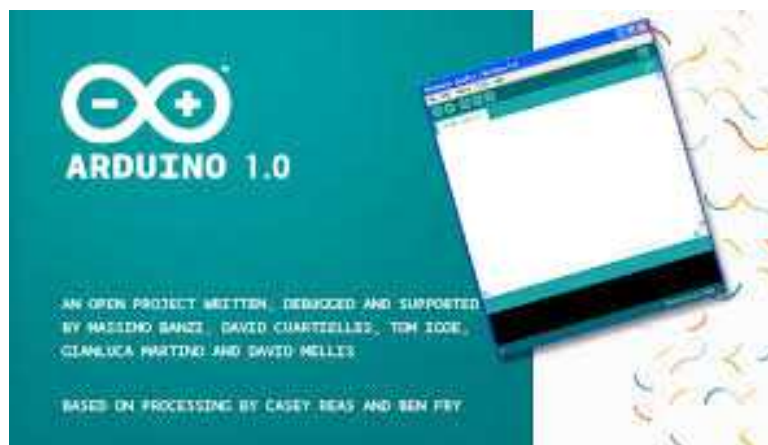 ARDUINO 1.0
AN OPEN PROJECT WRITTEN, DEBUGGED AND SUPPORTED
BY MASSIMO BANZI, DAVID CUARTIELLES, TOM IGOE,
GIANLUCA MARTINO AND DAVID MELLIS
BASED ON PROCESSING BY CASEY REAS AND BEN FRY